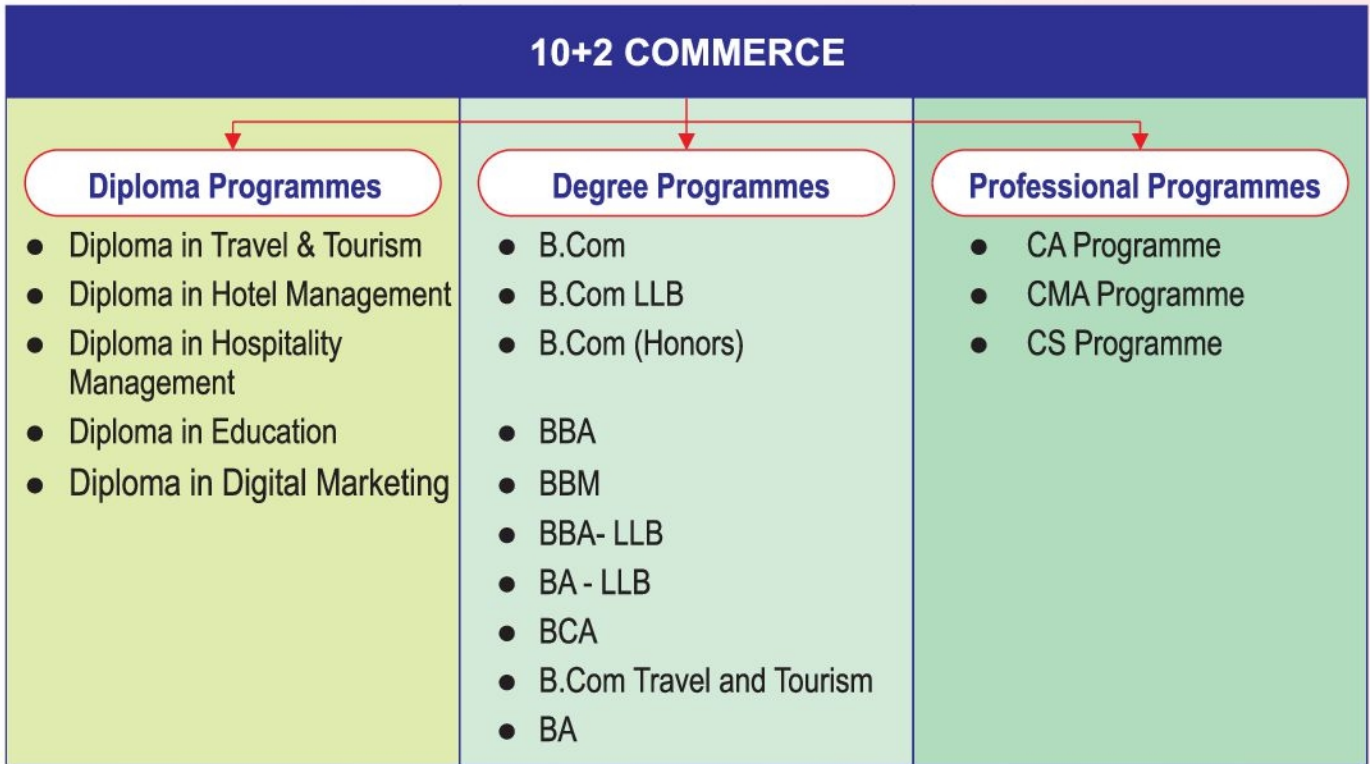 10+2 COMMERCE
Diploma Programmes
● Diploma in Travel & Tourism
● Diploma in Hotel Management
● Diploma in Hospitality
Management
● Diploma in Education
● Diploma in Digital Marketing
Degree Programmes
● B.Com
● B.Com LLB
● B.Com (Honors)
● BBA
● BBM
● BBA- LLB
● BA - LLB
● BCA
● B.Com Travel and Tourism
● BA
Professional Programmes
● CA Programme
● CMA Programme
● CS Programme